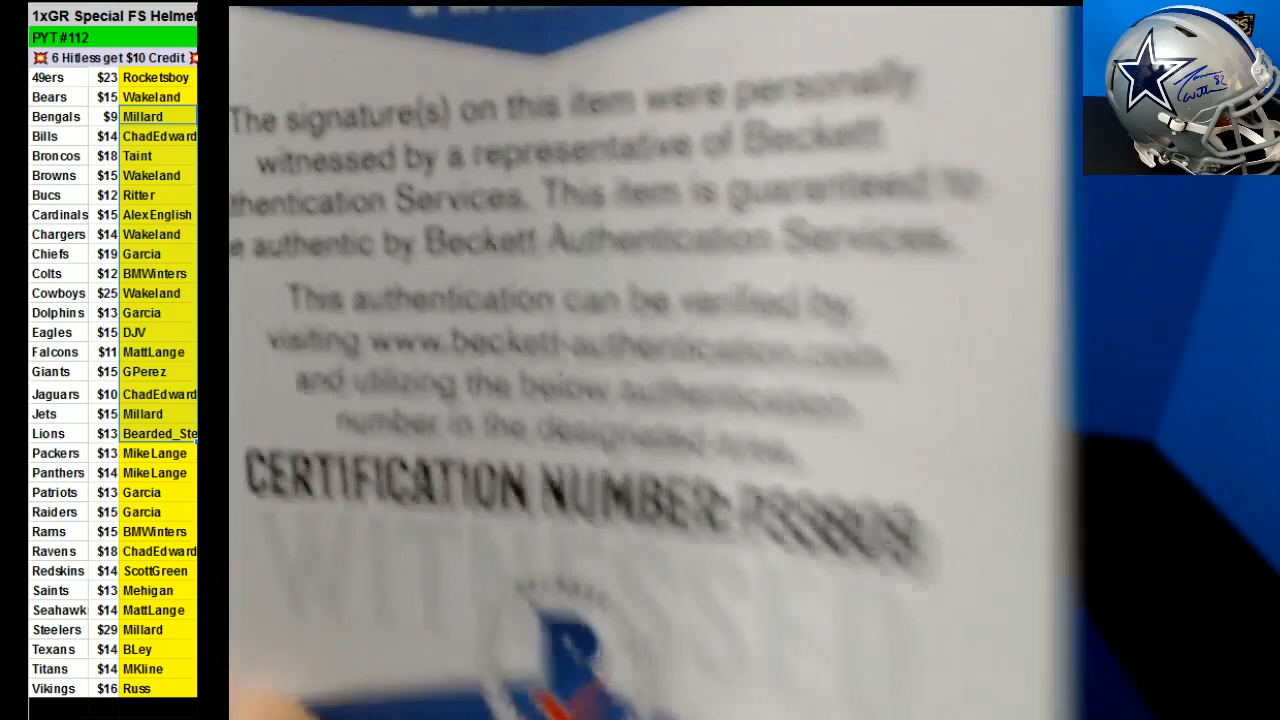 1xGR Special FS Helmet
PYT #112
💥 6 Hitless get $10 Credit 💥
49ers $23 Rocketsboy
Bears $15 Wakeland
Bengals $9 Millard
Bills $14 ChadEdward
Broncos $18 Taint
Browns $15 Wakeland
Bucs $12 Ritter
Cardinals $15 AlexEnglish
Chargers $14 Wakeland
Chiefs $19 Garcia
Colts $12 BMWinters
Cowboys $25 Wakeland
Dolphins $13 Garcia
Eagles $15 DJV
Falcons $11 MattLange
Giants $15 GPerez
Jaguars $10 ChadEdward
Jets $15 Millard
Lions $13 Bearded_Ste
Packers $13 MikeLange
Panthers $14 MikeLange
Patriots $13 Garcia
Raiders $15 Garcia
Rams $15 BMWinters
Ravens $18 ChadEdward
Redskins $14 ScottGreen
Saints $13 Mehigan
Seahawk $14 MattLange
Steelers $29 Millard
Texans $14 BLey
Titans $14 MKline
Vikings $16 Russ
The signature(s) on this item were personally
witnessed by a representative of Beckett
thentication Services. This item is guaranteed to
e authentic by Beckett Authentication Services.
This authentication can be verified by
visiting www.beckett-authentication.com,
and utilizing the below authentication
number in the designated area.
CERTIFICATION NUMBER:
82